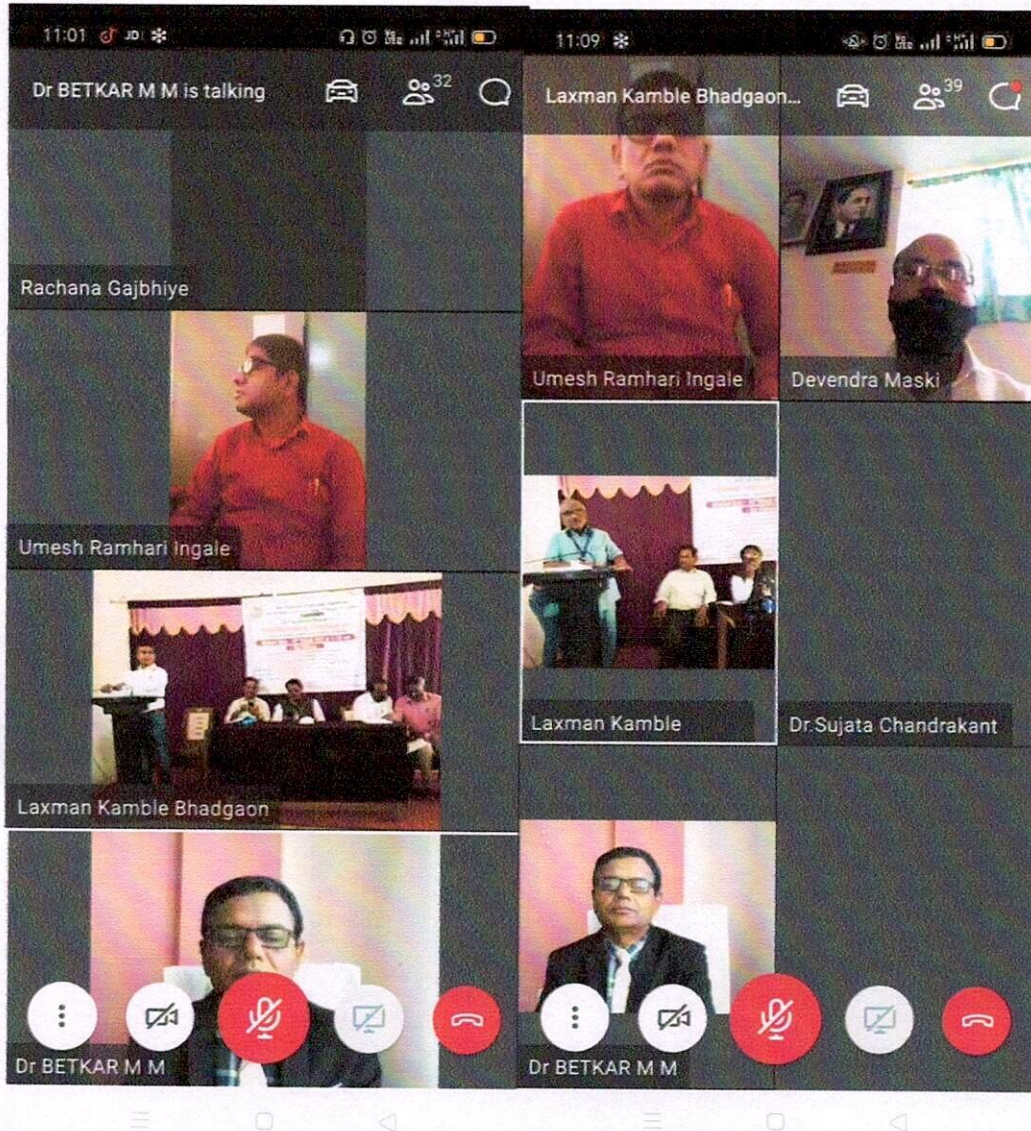 11:01
Dr BETKAR M M is talking
32
Rachana Gajbhiye
Umesh Ramhari Ingale
Laxman Kamble Bhadgaon
Dr BETKAR M M
11:09
Laxman Kamble Bhadgaon...
39
Umesh Ramhari Ingale
Devendra Maski
Laxman Kamble
Dr.Sujata Chandrakant
Dr BETKAR M M